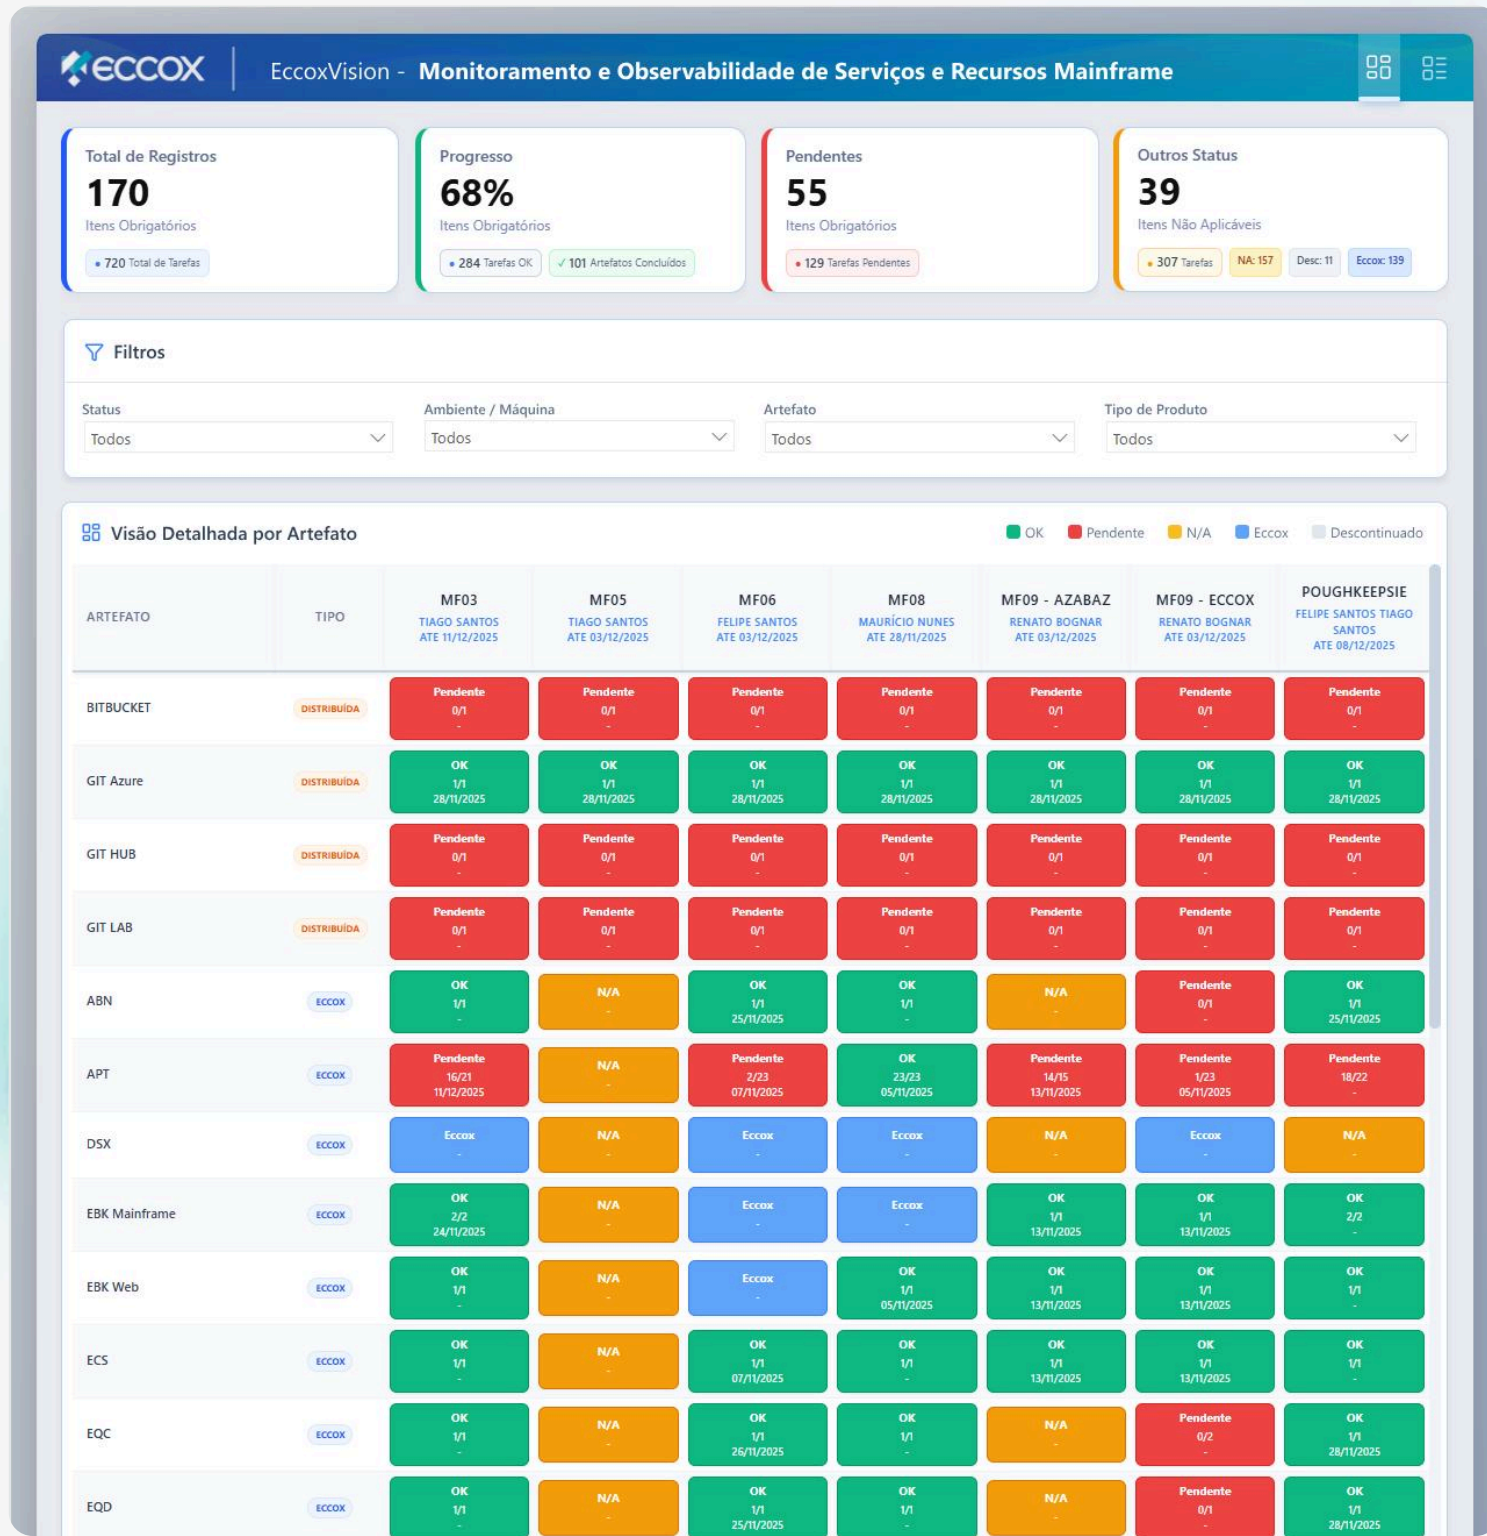 ECCOX
EccoxVision - Monitoramento e Observabilidade de Serviços e Recursos Mainframe
Total de Registros
170
Itens Obrigatórios
720 Total de Tarefas
Progresso
68%
Itens Obrigatórios
284 Tarefas OK
✓ 101 Artefatos Concluídos
Pendentes
55
Itens Obrigatórios
129 Tarefas Pendentes
Outros Status
39
Itens Não Aplicáveis
307 Tarefas
NA: 157
Desc: 11
Eccox: 139
Filtros
Status
Todos
Ambiente / Máquina
Todos
Artefato
Todos
Tipo de Produto
Todos
Visão Detalhada por Artefato
OK Pendente N/A Eccox Descontinuado
ARTEFATO
TIPO
MF03
TIAGO SANTOS
ATE 11/12/2025
MF05
TIAGO SANTOS
ATE 03/12/2025
MF06
FELIPE SANTOS
ATE 03/12/2025
MF08
MAURÍCIO NUNES
ATE 28/11/2025
MF09 - AZABAZ
RENATO BOGNAR
ATE 03/12/2025
MF09 - ECCOX
RENATO BOGNAR
ATE 03/12/2025
POUGHKEEPSIE
FELIPE SANTOS TIAGO
SANTOS
ATE 08/12/2025
BITBUCKET DISTRIBUÍDA
Pendente Pendente Pendente Pendente Pendente Pendente Pendente
0/1 0/1 0/1 0/1 0/1 0/1 0/1
- - - - - - -
GIT Azure DISTRIBUÍDA
OK OK OK OK OK OK OK
1/1 1/1 1/1 1/1 1/1 1/1 1/1
28/11/2025 28/11/2025 28/11/2025 28/11/2025 28/11/2025 28/11/2025 28/11/2025
GIT HUB DISTRIBUÍDA
Pendente Pendente Pendente Pendente Pendente Pendente Pendente
0/1 0/1 0/1 0/1 0/1 0/1 0/1
- - - - - - -
GIT LAB DISTRIBUÍDA
Pendente Pendente Pendente Pendente Pendente Pendente Pendente
0/1 0/1 0/1 0/1 0/1 0/1 0/1
- - - - - - -
ABN ECCOX
OK N/A OK OK N/A Pendente OK
1/1 - 1/1 1/1 - 0/1 1/1
- 25/11/2025 - - 25/11/2025
APT ECCOX
Pendente N/A Pendente OK Pendente Pendente Pendente
16/21 - 2/23 23/23 14/15 1/23 18/22
11/12/2025 07/11/2025 05/11/2025 13/11/2025 05/11/2025 -
DSX ECCOX
Eccox N/A Eccox Eccox N/A Eccox N/A
- - - - - - -
EBK Mainframe ECCOX
OK N/A Eccox Eccox OK OK OK
2/2 - - - 1/1 1/1 2/2
24/11/2025 13/11/2025 13/11/2025 -
EBK Web ECCOX
OK N/A Eccox OK OK OK OK
1/1 - - 1/1 1/1 1/1 1/1
- 05/11/2025 13/11/2025 13/11/2025 -
ECS ECCOX
OK N/A OK OK OK OK OK
1/1 - 1/1 1/1 1/1 1/1 1/1
- 07/11/2025 - 13/11/2025 13/11/2025 -
EQC ECCOX
OK N/A OK OK N/A Pendente OK
1/1 - 1/1 1/1 - 0/2 1/1
- 26/11/2025 - - 28/11/2025
EQD ECCOX
OK N/A OK OK N/A Pendente OK
1/1 - 1/1 1/1 - 0/1 1/1
- 25/11/2025 - - 28/11/2025